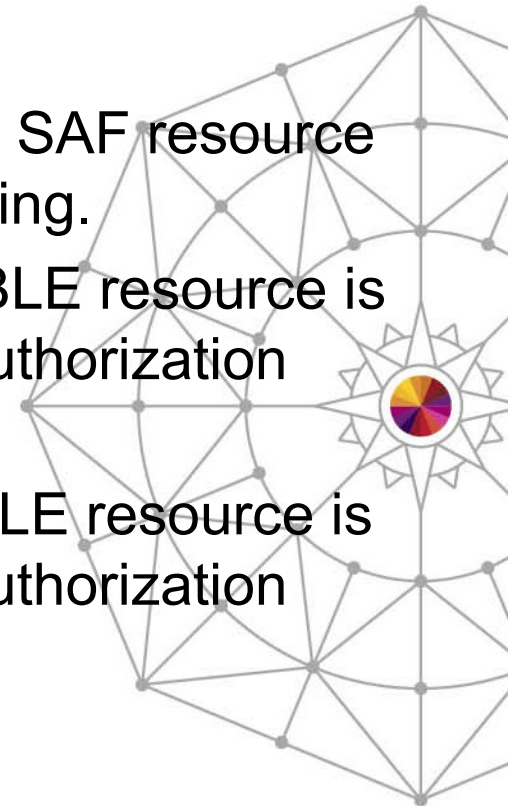 SAF resource
ing.
BLE resource is
uthorization
LE resource is
uthorization